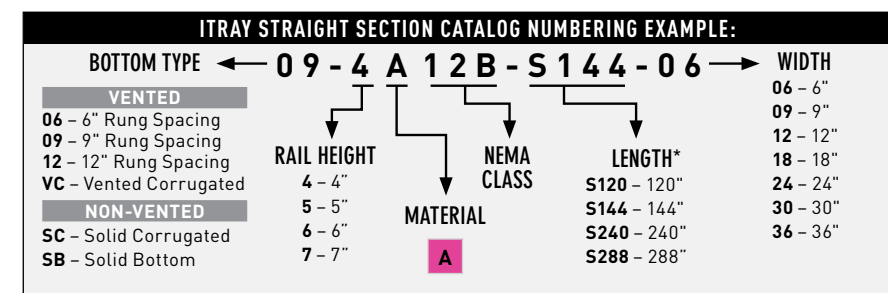 ITRAY STRAIGHT SECTION CATALOG NUMBERING EXAMPLE:
BOTTOM TYPE
09-4A12B-S144-06
WIDTH
VENTED
06 – 6" Rung Spacing
09 – 9" Rung Spacing
12 – 12" Rung Spacing
VC – Vented Corrugated
NON-VENTED
SC – Solid Corrugated
SB – Solid Bottom
RAIL HEIGHT
4 – 4”
5 – 5”
6 – 6”
7 – 7”
MATERIAL
A
NEMA
CLASS
LENGTH*
S120 – 120"
S144 – 144"
S240 – 240"
S288 – 288”
06 – 6"
09 – 9"
12 – 12"
18 – 18"
24 – 24"
30 – 30"
36 – 36"